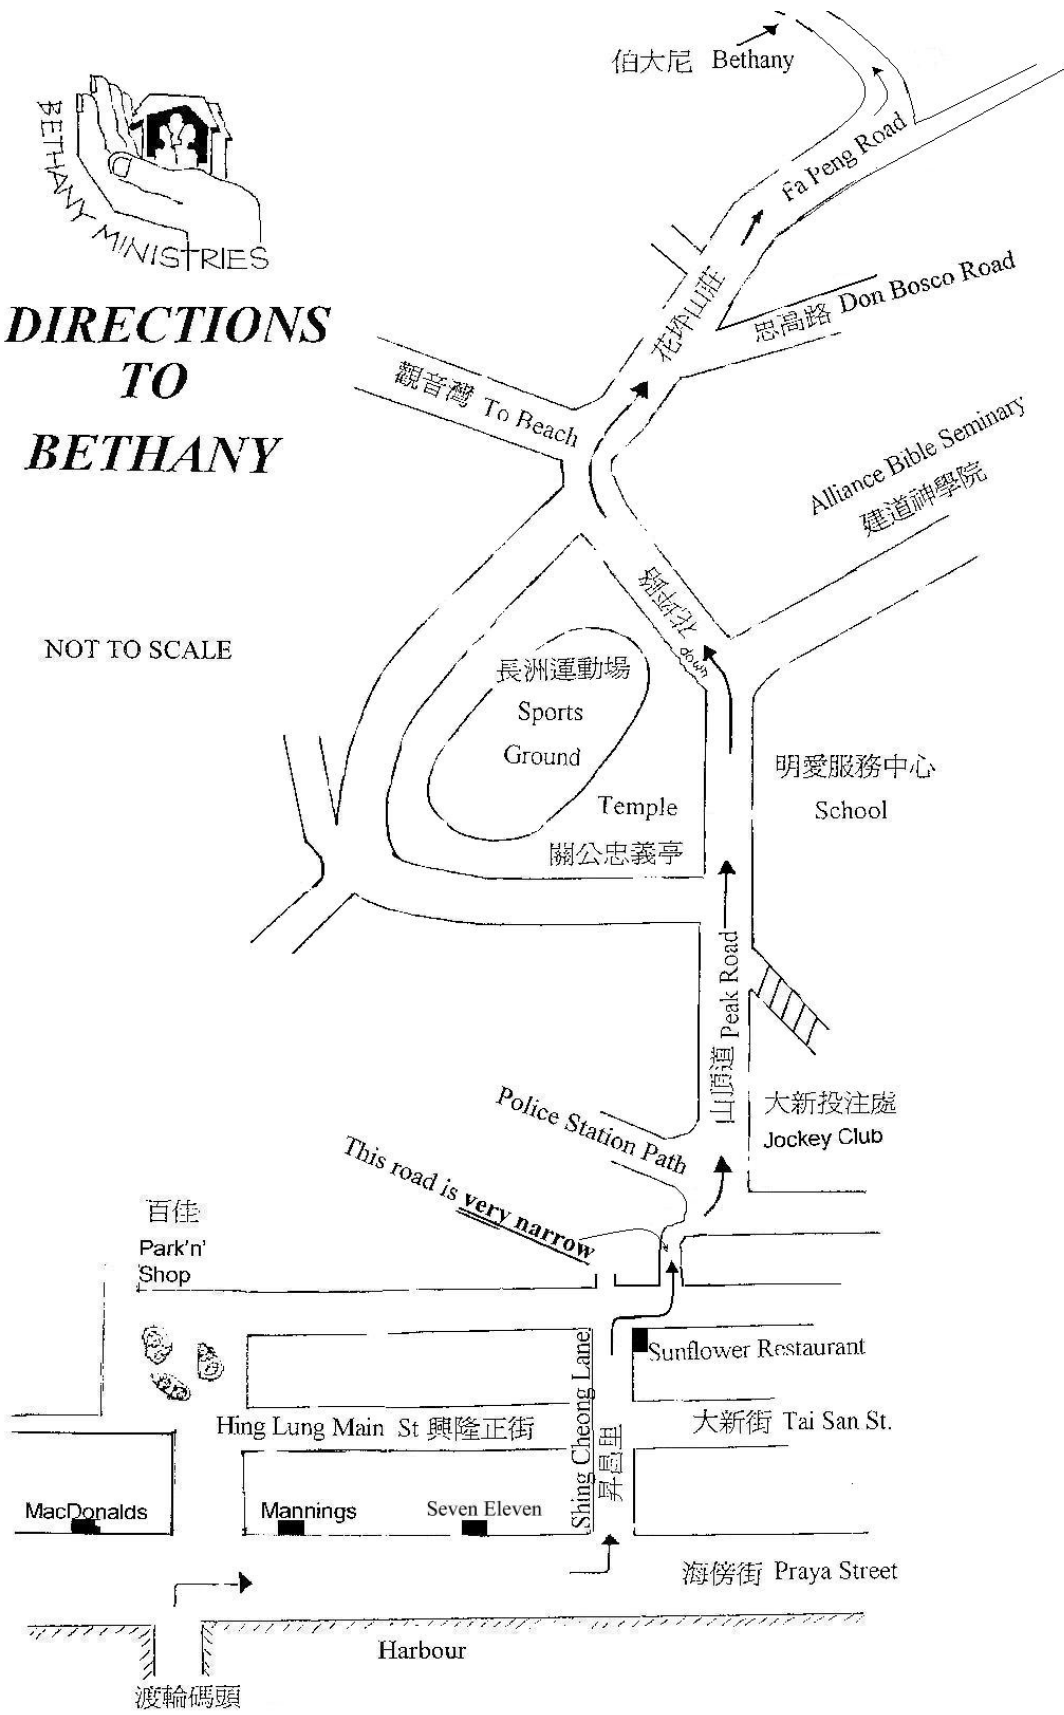 伯大尼 Bethany
BETHANY MINISTRIES
Fa Peng Road
DIRECTIONS
TO
BETHANY
花坪山莊
思高路 Don Bosco Road
觀音灣 To Beach
Alliance Bible Seminary
建道神學院
花坪路
down
NOT TO SCALE
長洲運動場
Sports
Ground
明愛服務中心
School
Temple
關公忠義亭
山頂道 Peak Road
Police Station Path
大新投注處
Jockey Club
This road is very narrow
百佳
Park'n'
Shop
Sunflower Restaurant
Hing Lung Main St 興隆正街
Shing Cheong Lane
昇昌里
大新街 Tai San St.
MacDonalds
Mannings
Seven Eleven
海傍街 Praya Street
Harbour
渡輪碼頭